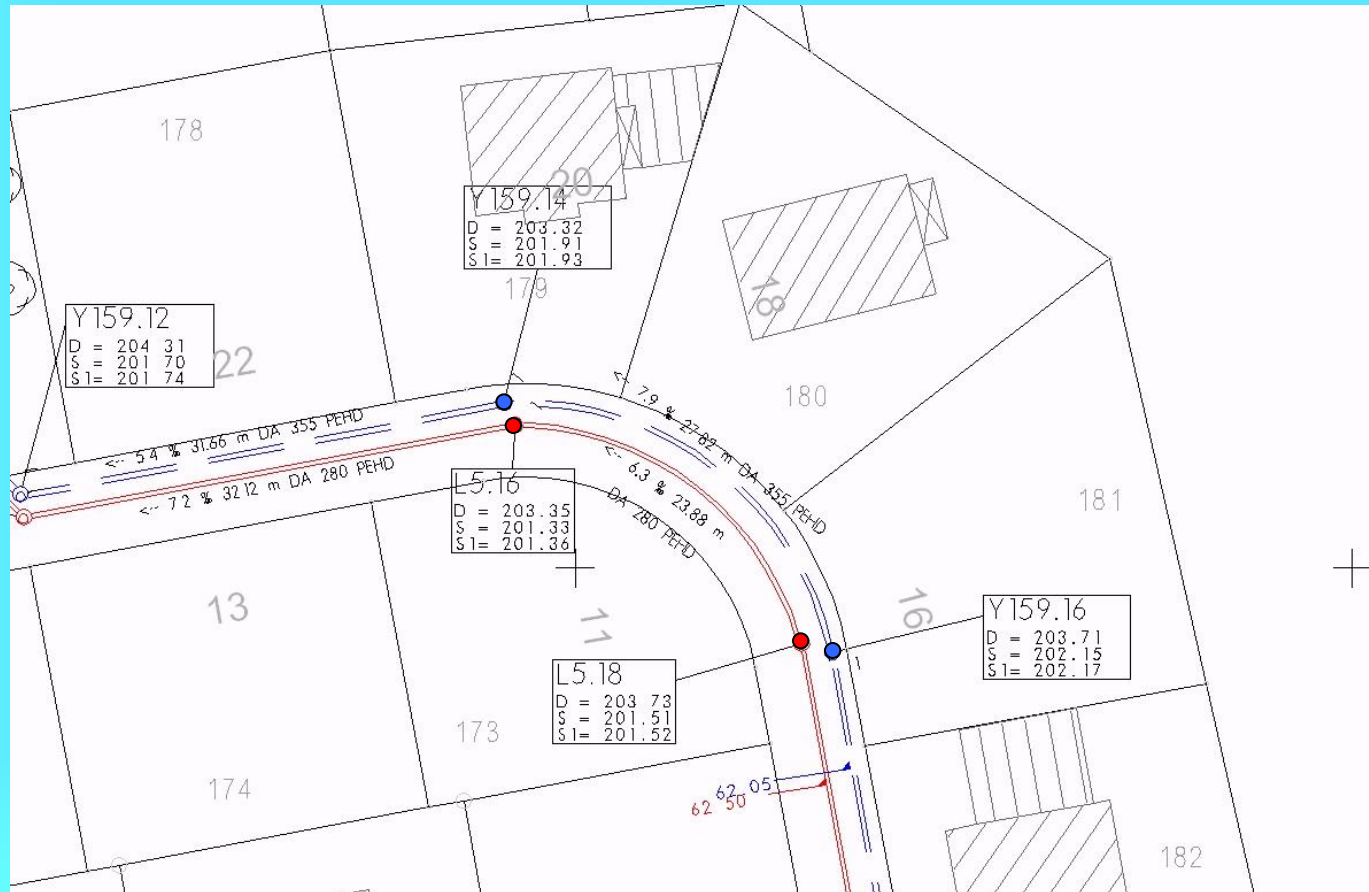 178
20
Y159.14
D = 203.32
S = 201.91
S1= 201.93
179
18
Y159.12
D = 204 31
S = 201 70
S1= 201 74
22
180
<-- 7.9 % 27.82 m DA 355 PEHD
<-- 5 4 % 31.66 m DA 355 PEHD
<-- 7 2 % 32 12 m DA 280 PEHD
<-- 6.3 % 23.88 m
DA 280 PEHD
L5.16
D = 203.35
S = 201.33
S1= 201.36
181
13
11
16
Y159.16
D = 203.71
S = 202.15
S1= 202.17
L5.18
D = 203 73
S = 201.51
S1= 201.52
173
174
62 05
62 50
182